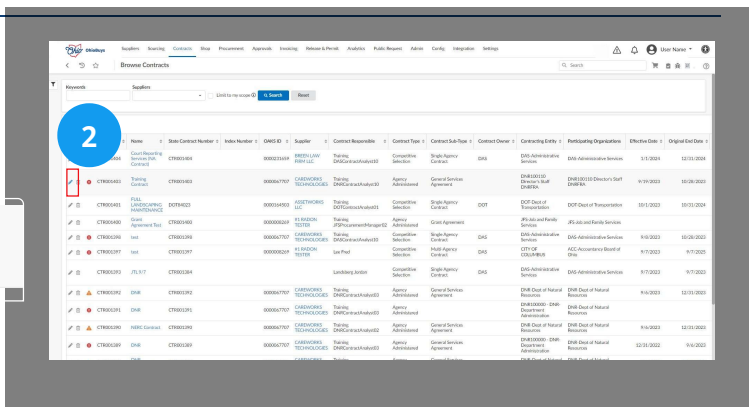 Ohio OhioBuys Suppliers Sourcing Contracts Shop Procurement Approvals Invoicing Release & Permit Analytics Public Request Admin Config Integration Settings User Name
Browse Contracts Search
Keywords Suppliers
Limit to my scope Search Reset
2
Name State Contract Number Index Number OAKS ID Supplier Contract Responsible Contract Type Contract Sub-Type Contract Owner Contracting Entity Participating Organizations Effective Date Original End Date
Court Reporting Services (Ext. Contract) CTR001404 0000231659 BREEN LAW FIRM LLC Training DASContractAnalyst10 Competitive Selection Single Agency Contract DAS DAS-Administrative Services DAS-Administrative Services 1/1/2024 12/31/2024
CTR001403 Training Contract CTR001403 0000067707 CAREWORKS TECHNOLOGIES Training DNRContractAnalyst30 Agency Administered General Services Agreement DNR100110 Director's Staff DNRFRA DNR100110 Director's Staff DNRFRA 9/19/2023 10/28/2023
CTR001401 FULL LANDSCAPING MAINTENANCE DOT84023 0000164503 ASSETWORKS LLC Training DOTContractAnalyst01 Competitive Selection Single Agency Contract DOT DOT-Dept of Transportation DOT-Dept of Transportation 10/1/2023 10/31/2024
CTR001400 Grant Agreement Test CTR001400 0000008269 #1 RADON TESTER Training JFSProcurementManager02 Agency Administered Grant Agreement JFS-Job and Family Services JFS-Job and Family Services
CTR001398 test CTR001398 0000067707 CAREWORKS TECHNOLOGIES Training DASContractAnalyst10 Competitive Selection Single Agency Contract DAS DAS-Administrative Services DAS-Administrative Services 9/8/2023 10/28/2023
CTR001397 test CTR001397 0000008269 #1 RADON TESTER Lee Prod Competitive Selection Multi-Agency Contract DAS CITY OF COLUMBUS ACC-Accountancy Board of Ohio 9/7/2023 9/7/2023
CTR001393 JTL 9/7 CTR001384 Landsberg Jordan Competitive Selection Single Agency Contract DAS DAS-Administrative Services DAS-Administrative Services 9/7/2023 9/7/2023
CTR001392 DNR CTR001392 0000067707 CAREWORKS TECHNOLOGIES Training DNRContractAnalyst03 Agency Administered General Services Agreement DNR-Dept of Natural Resources DNR-Dept of Natural Resources 9/6/2023 12/31/2023
CTR001391 DNR CTR001391 0000067707 CAREWORKS TECHNOLOGIES Training DNRContractAnalyst03 Agency Administered General Services Agreement DNR100000 - DNR-Department Administration DNR-Dept of Natural Resources
CTR001390 NERC Contract CTR001390 0000067707 CAREWORKS TECHNOLOGIES Training DNRContractAnalyst02 Agency Administered General Services Agreement DNR-Dept of Natural Resources DNR-Dept of Natural Resources 9/6/2023 12/31/2023
CTR001389 DNR CTR001389 0000067707 CAREWORKS TECHNOLOGIES Training DNRContractAnalyst03 Agency Administered General Services Agreement DNR100000 - DNR-Department Administration DNR-Dept of Natural Resources 12/31/2022 9/6/2023